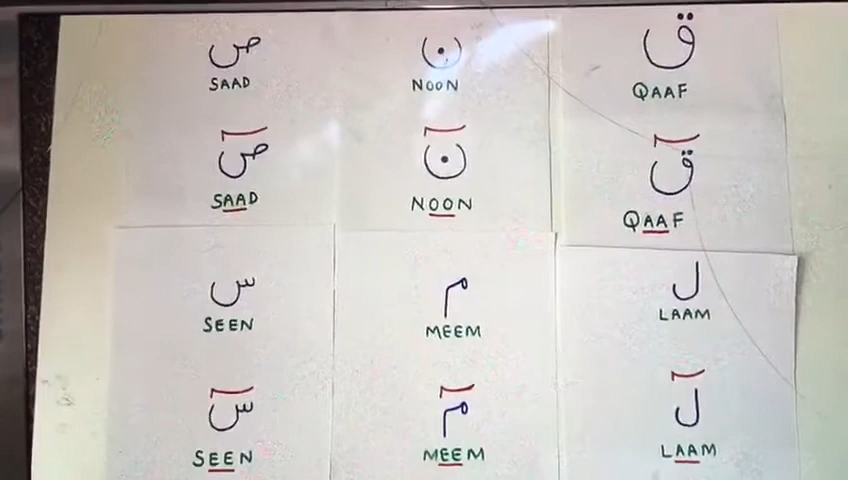 ص ن ق
SAAD NOON QAAF
صٓ نٓ قٓ
SAAD NOON QAAF
س م ل
SEEN MEEM LAAM
سٓ مٓ لٓ
SEEN MEEM LAAM